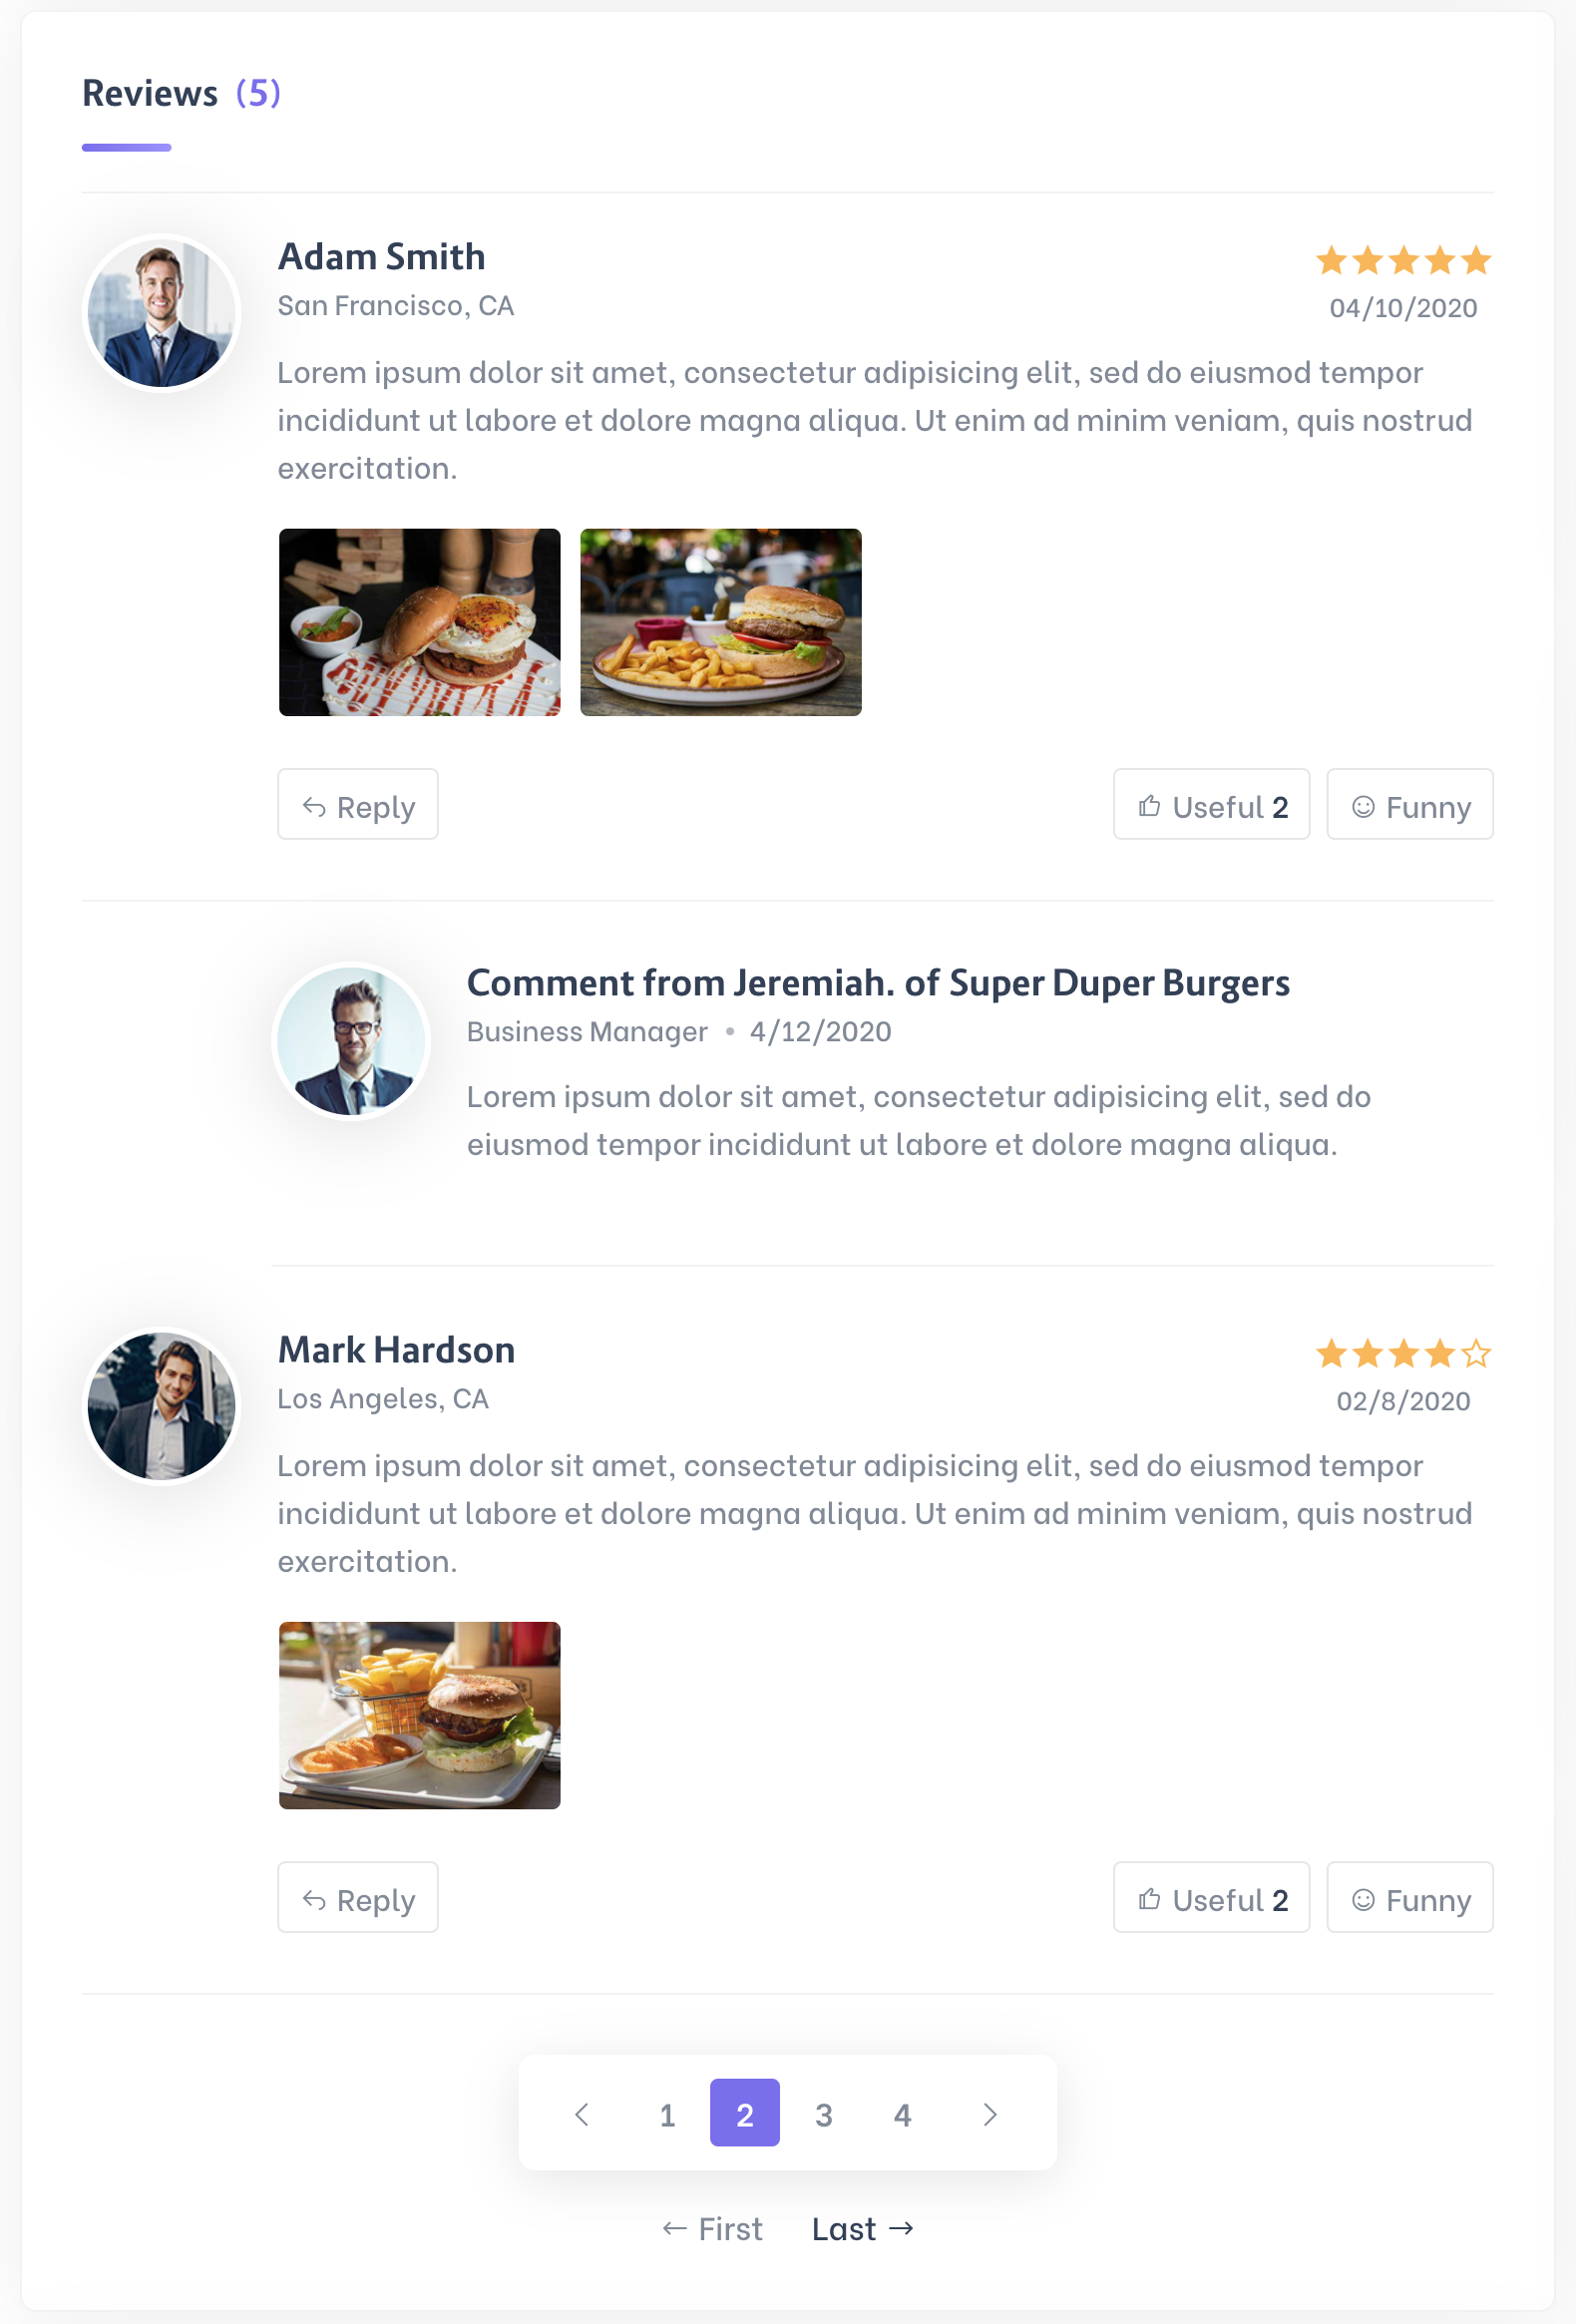 Reviews (5)
Adam Smith
San Francisco, CA
04/10/2020
Lorem ipsum dolor sit amet, consectetur adipisicing elit, sed do eiusmod tempor
incididunt ut labore et dolore magna aliqua. Ut enim ad minim veniam, quis nostrud
exercitation.
Reply
Useful 2
Funny
Comment from Jeremiah. of Super Duper Burgers
Business Manager • 4/12/2020
Lorem ipsum dolor sit amet, consectetur adipisicing elit, sed do
eiusmod tempor incididunt ut labore et dolore magna aliqua.
Mark Hardson
Los Angeles, CA
02/8/2020
Lorem ipsum dolor sit amet, consectetur adipisicing elit, sed do eiusmod tempor
incididunt ut labore et dolore magna aliqua. Ut enim ad minim veniam, quis nostrud
exercitation.
Reply
Useful 2
Funny
1 2 3 4
← First Last →